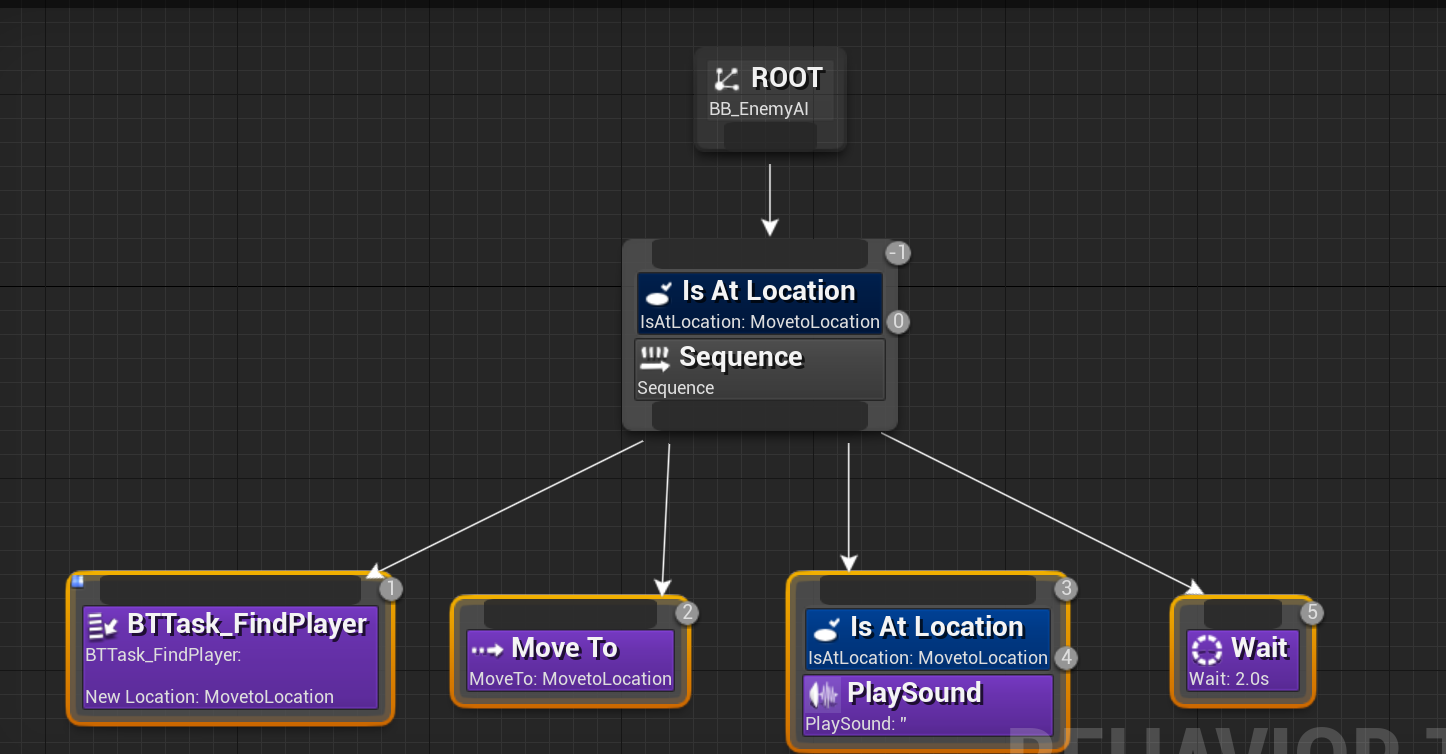 ROOT
BB_EnemyAI
-1
Is At Location
IsAtLocation: MovetoLocation
0
Sequence
Sequence
1
BTTask_FindPlayer
BTTask_FindPlayer:
New Location: MovetoLocation
2
Move To
MoveTo: MovetoLocation
3
Is At Location
IsAtLocation: MovetoLocation
4
PlaySound
PlaySound: ''
5
Wait
Wait: 2.0s
BEHAVIOR T